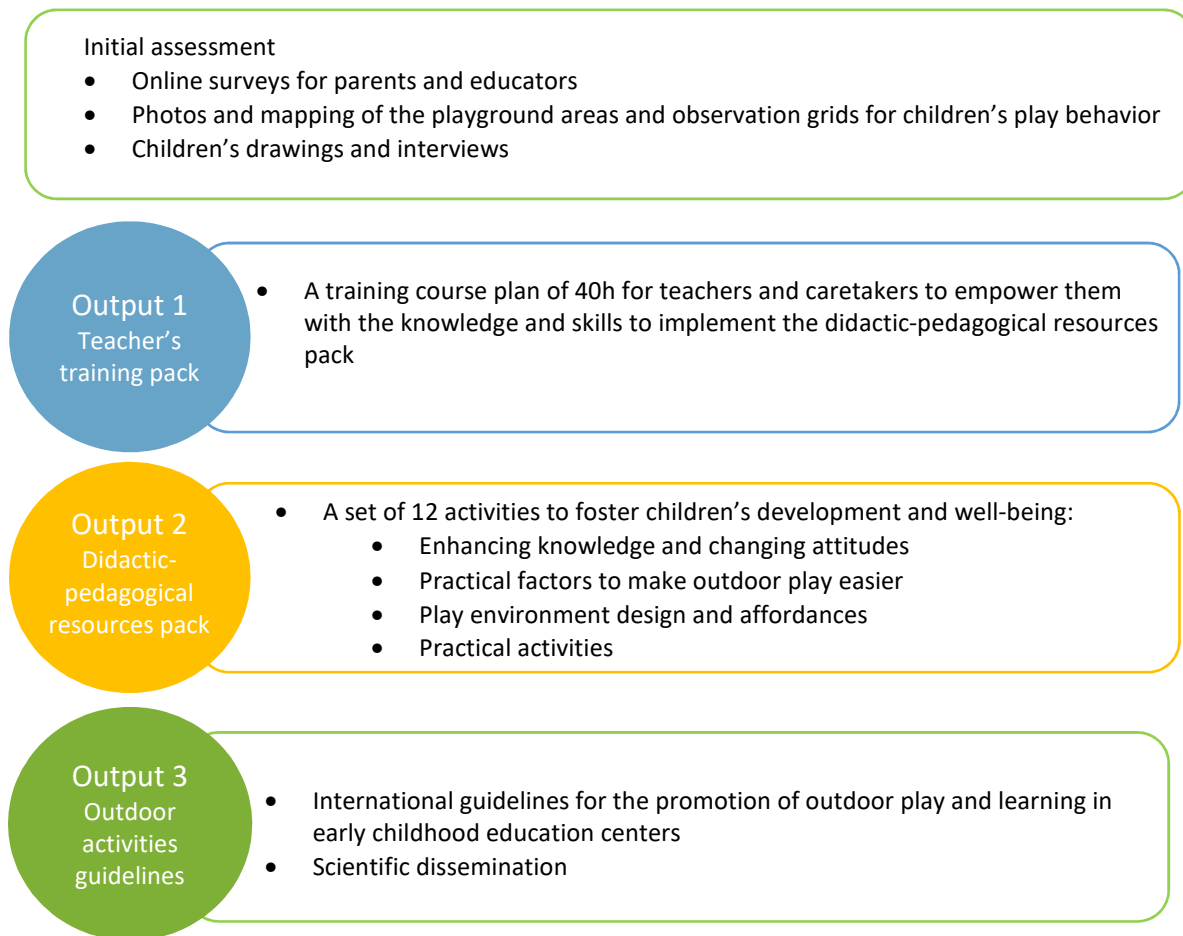 Initial assessment
• Online surveys for parents and educators
• Photos and mapping of the playground areas and observation grids for children’s play behavior
• Children’s drawings and interviews
Output 1
Teacher’s
training pack
• A training course plan of 40h for teachers and caretakers to empower them
with the knowledge and skills to implement the didactic-pedagogical resources
pack
Output 2
Didactic-
pedagogical
resources pack
• A set of 12 activities to foster children’s development and well-being:
• Enhancing knowledge and changing attitudes
• Practical factors to make outdoor play easier
• Play environment design and affordances
• Practical activities
Output 3
Outdoor
activities
guidelines
• International guidelines for the promotion of outdoor play and learning in
early childhood education centers
• Scientific dissemination